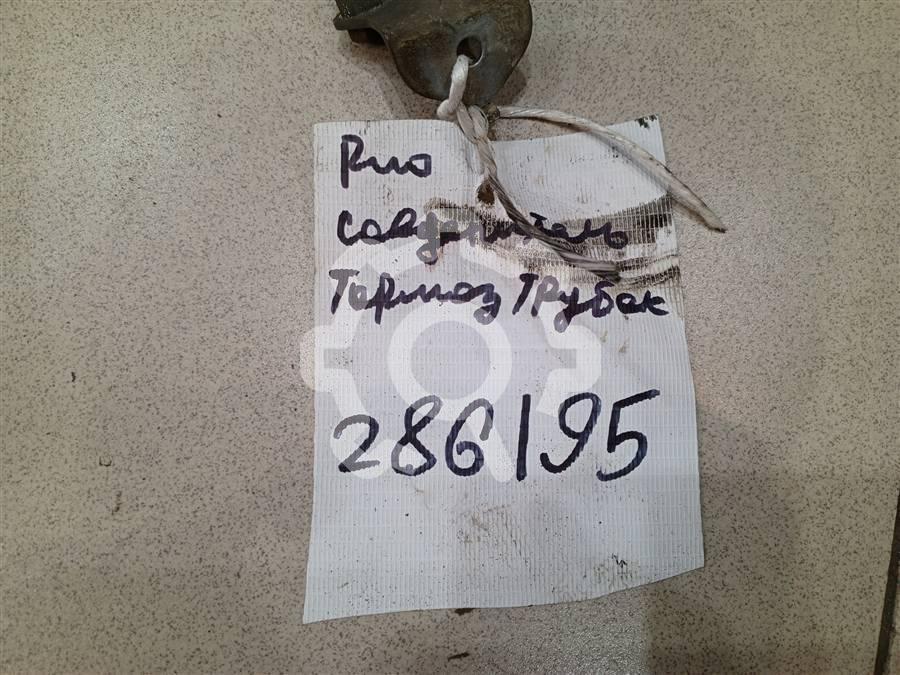 Рио
Соединитель
Тормоз Трубок
286195